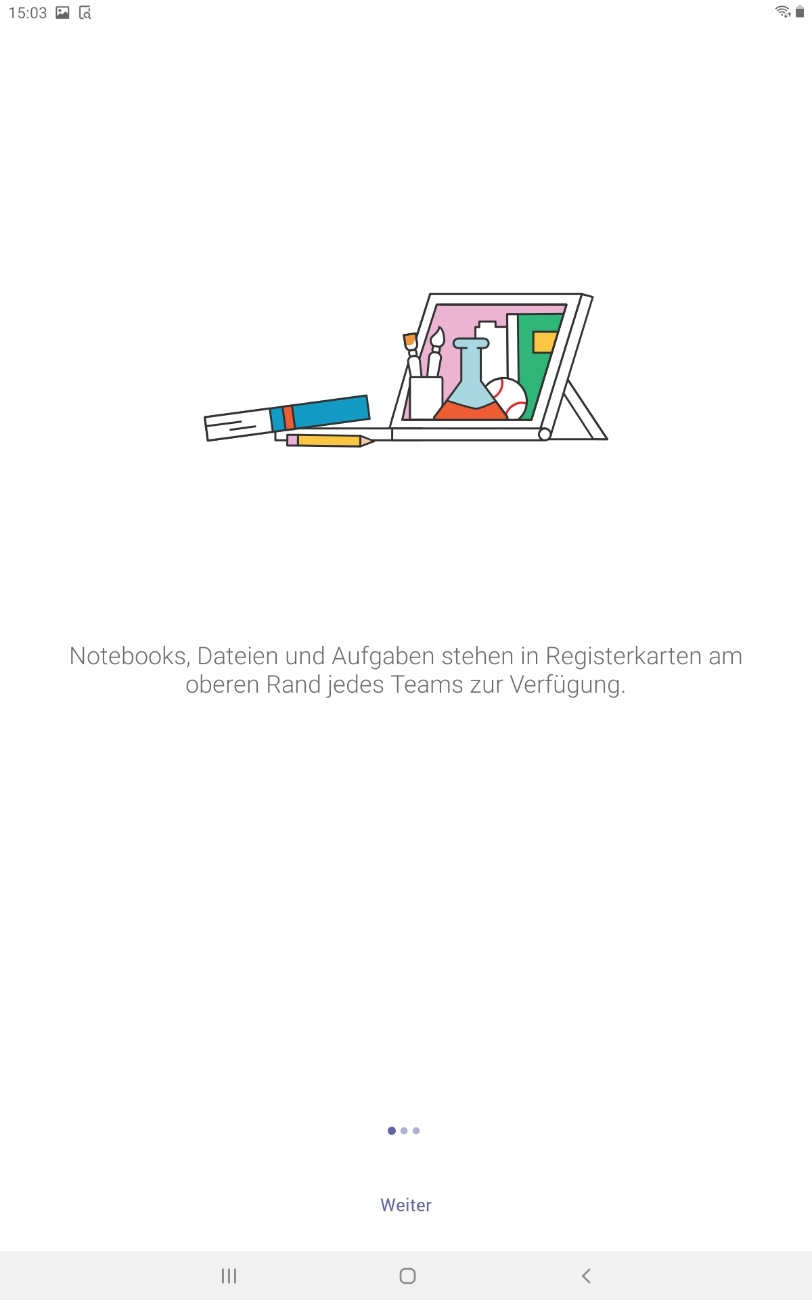 15:03
Notebooks, Dateien und Aufgaben stehen in Registerkarten am
oberen Rand jedes Teams zur Verfügung.
Weiter